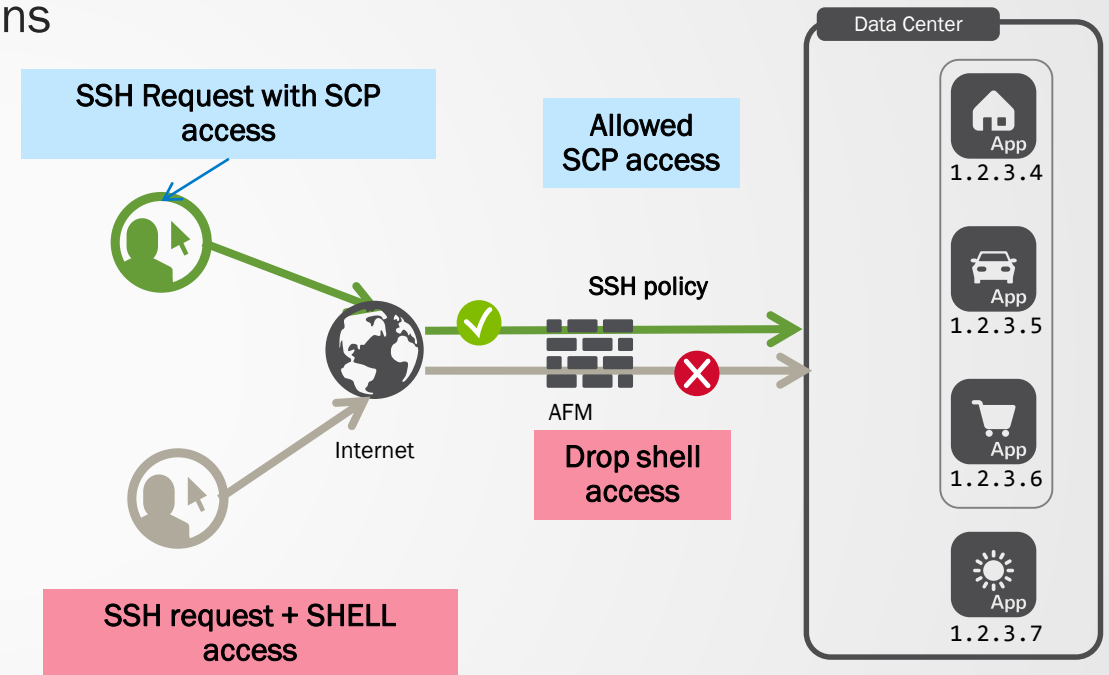 ns
Data Center
SSH Request with SCP
access
Allowed
SCP access
App
1.2.3.4
SSH policy
App
1.2.3.5
AFM
Internet
Drop shell
access
App
1.2.3.6
SSH request + SHELL
access
App
1.2.3.7